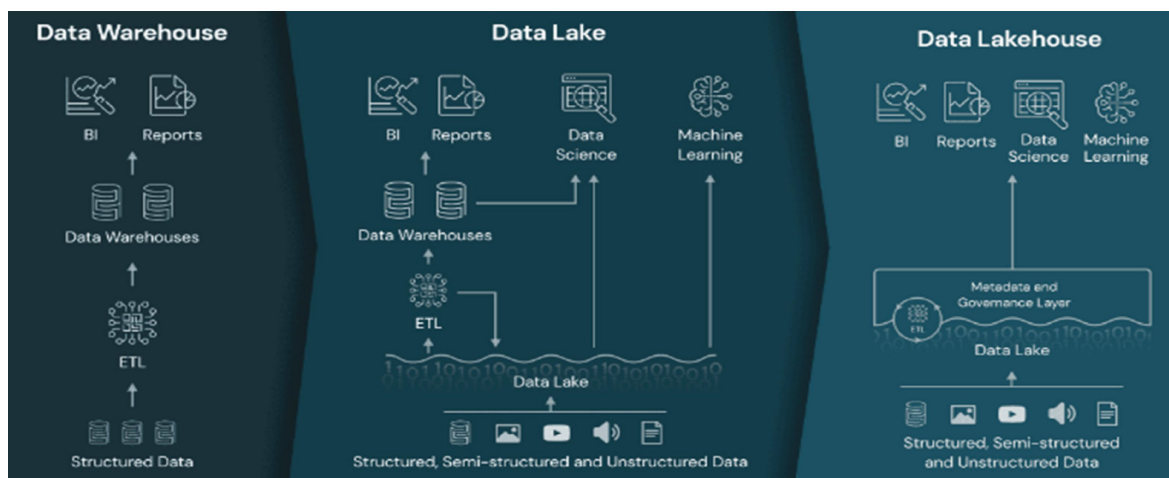 Data Warehouse
BI
Reports
Data Warehouses
ETL
Structured Data
Data Lake
BI
Reports
Data
Science
Machine
Learning
Data Warehouses
ETL
Data Lake
Structured, Semi-structured and Unstructured Data
Data Lakehouse
BI
Reports
Data
Science
Machine
Learning
Metadata and
Governance Layer
ETL
Data Lake
Structured, Semi-structured
and Unstructured Data